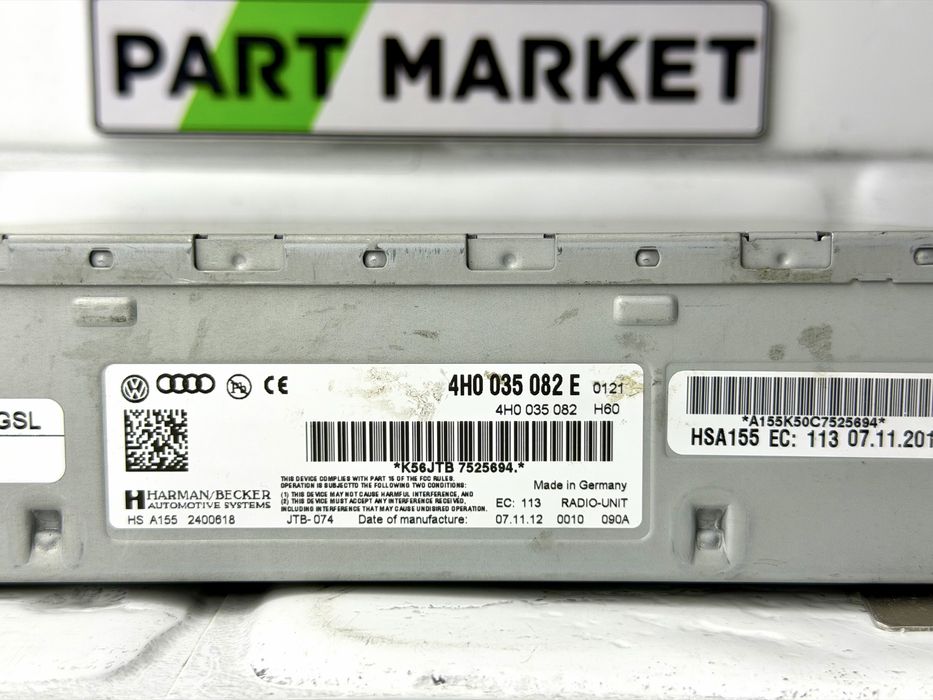 PART MARKET
GSL
4H0 035 082 E 0121
4H0 035 082 H60
*K56JTB 7525694.*
HARMAN/BECKER
AUTOMOTIVE SYSTEMS
HS A155 2400618
THIS DEVICE COMPLIES WITH PART 15 OF THE FCC RULES.
OPERATION IS SUBJECTTO THE FOLLOWING TWO CONDITIONS:
(1) THIS DEVICE MAY NOT CAUSE HARMFUL INTERFERENCE, AND
(2) THIS DEVICE MUST ACCEPT ANY INTERFERENCE RECEIVED,
INCLUDING INTERFERENCE THAT MAY CAUSE UNDISIRED OPERATION.
Made in Germany
EC: 113 RADIO-UNIT
JTB-074 Date of manufacture: 07.11.12 0010 090A
*A155K50C7525694*
HSA155 EC: 113 07.11.201